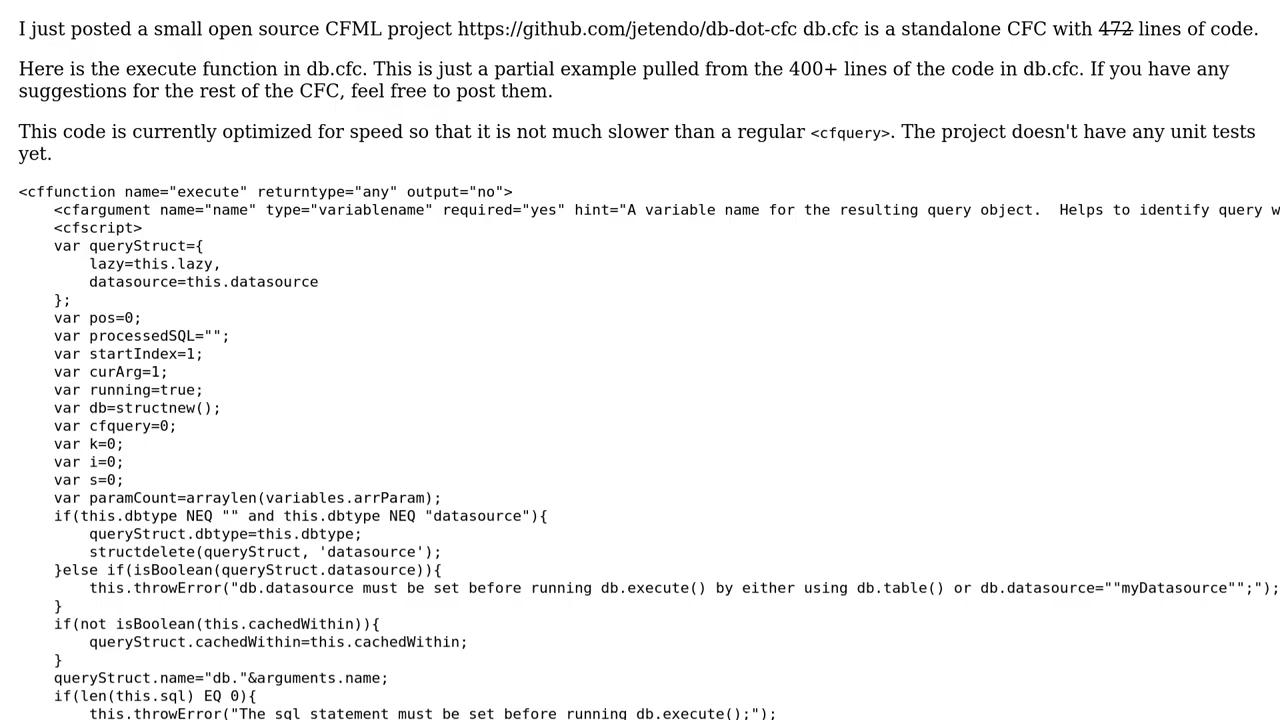 I just posted a small open source CFML project https://github.com/jetendo/db-dot-cfc db.cfc is a standalone CFC with 472 lines of code.
Here is the execute function in db.cfc. This is just a partial example pulled from the 400+ lines of the code in db.cfc. If you have any
suggestions for the rest of the CFC, feel free to post them.
This code is currently optimized for speed so that it is not much slower than a regular <cfquery>. The project doesn't have any unit tests
yet.
<cffunction name="execute" returntype="any" output="no">
    <cfargument name="name" type="variablename" required="yes" hint="A variable name for the resulting query object.  Helps to identify query w
    <cfscript>
    var queryStruct={
        lazy=this.lazy,
        datasource=this.datasource
    };
    var pos=0;
    var processedSQL="";
    var startIndex=1;
    var curArg=1;
    var running=true;
    var db=structnew();
    var cfquery=0;
    var k=0;
    var i=0;
    var s=0;
    var paramCount=arraylen(variables.arrParam);
    if(this.dbtype NEQ "" and this.dbtype NEQ "datasource"){
        queryStruct.dbtype=this.dbtype;
        structdelete(queryStruct, 'datasource');
    }else if(isBoolean(queryStruct.datasource)){
        this.throwError("db.datasource must be set before running db.execute() by either using db.table() or db.datasource=""myDatasource"";");
    }
    if(not isBoolean(this.cachedWithin)){
        queryStruct.cachedWithin=this.cachedWithin;
    }
    queryStruct.name="db."&arguments.name;
    if(len(this.sql) EQ 0){
        this.throwError("The sql statement must be set before running db.execute();");